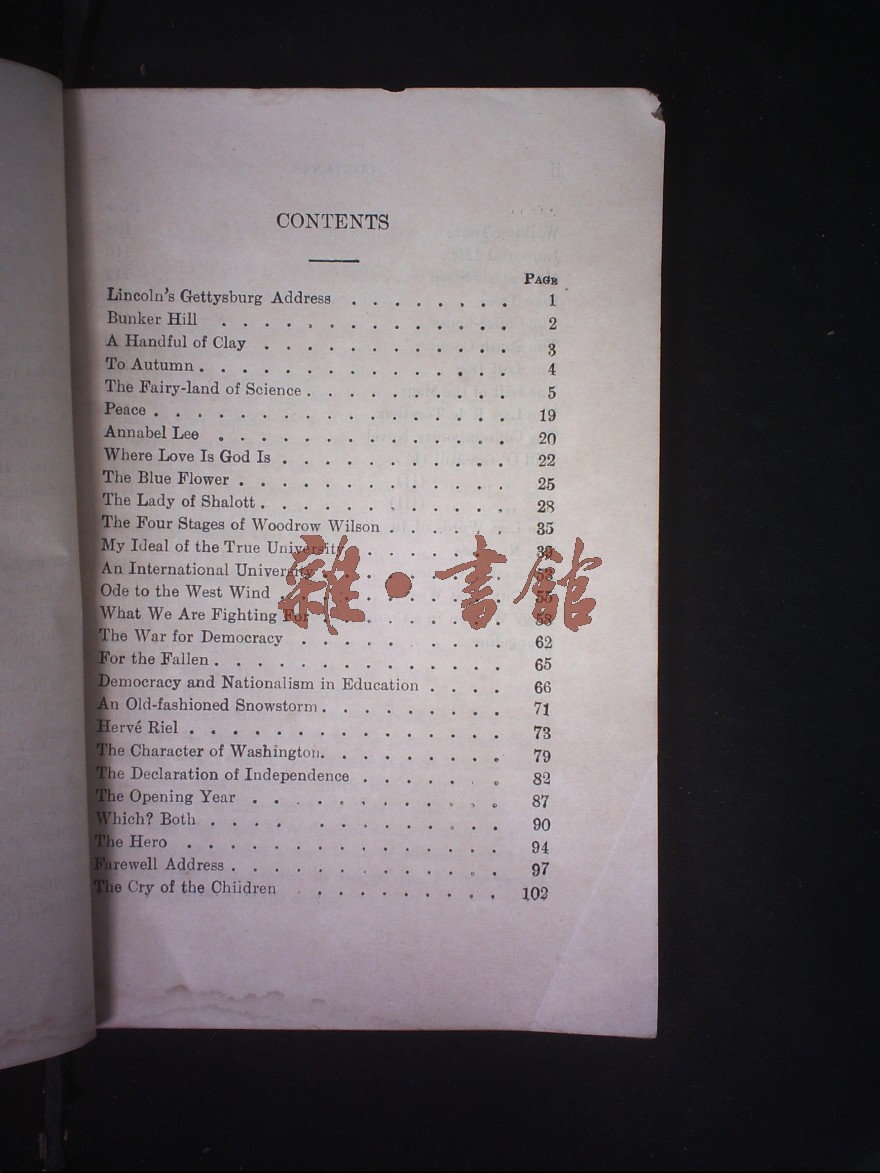 CONTENTS
PAGE
Lincoln's Gettysburg Address . . . . . . . . 1
Bunker Hill . . . . . . . . . . . . . . 2
A Handful of Clay . . . . . . . . . . . . 3
To Autumn . . . . . . . . . . . . . . . 4
The Fairy-land of Science . . . . . . . . . . 5
Peace . . . . . . . . . . . . . . . . . 19
Annabel Lee . . . . . . . . . . . . . . 20
Where Love Is God Is . . . . . . . . . . . 22
The Blue Flower . . . . . . . . . . . . . 25
The Lady of Shalott . . . . . . . . . . . . 28
The Four Stages of Woodrow Wilson . . . . . . 35
My Ideal of the True University . . . . . . . 39
An International University . . . . . . . . . 53
Ode to the West Wind . . . . . . . . . . . 55
What We Are Fighting For . . . . . . . . . 58
The War for Democracy . . . . . . . . . . 62
For the Fallen . . . . . . . . . . . . . . 65
Democracy and Nationalism in Education . . . . 66
An Old-fashioned Snowstorm . . . . . . . . . 71
Hervé Riel . . . . . . . . . . . . . . . 73
The Character of Washington. . . . . . . . . 79
The Declaration of Independence . . . . . . . 82
The Opening Year . . . . . . . . . . . . 87
Which? Both . . . . . . . . . . . . . 90
The Hero . . . . . . . . . . . . . . . 94
Farewell Address . . . . . . . . . . . . . 97
The Cry of the Children . . . . . . . . . 102
雜·書館